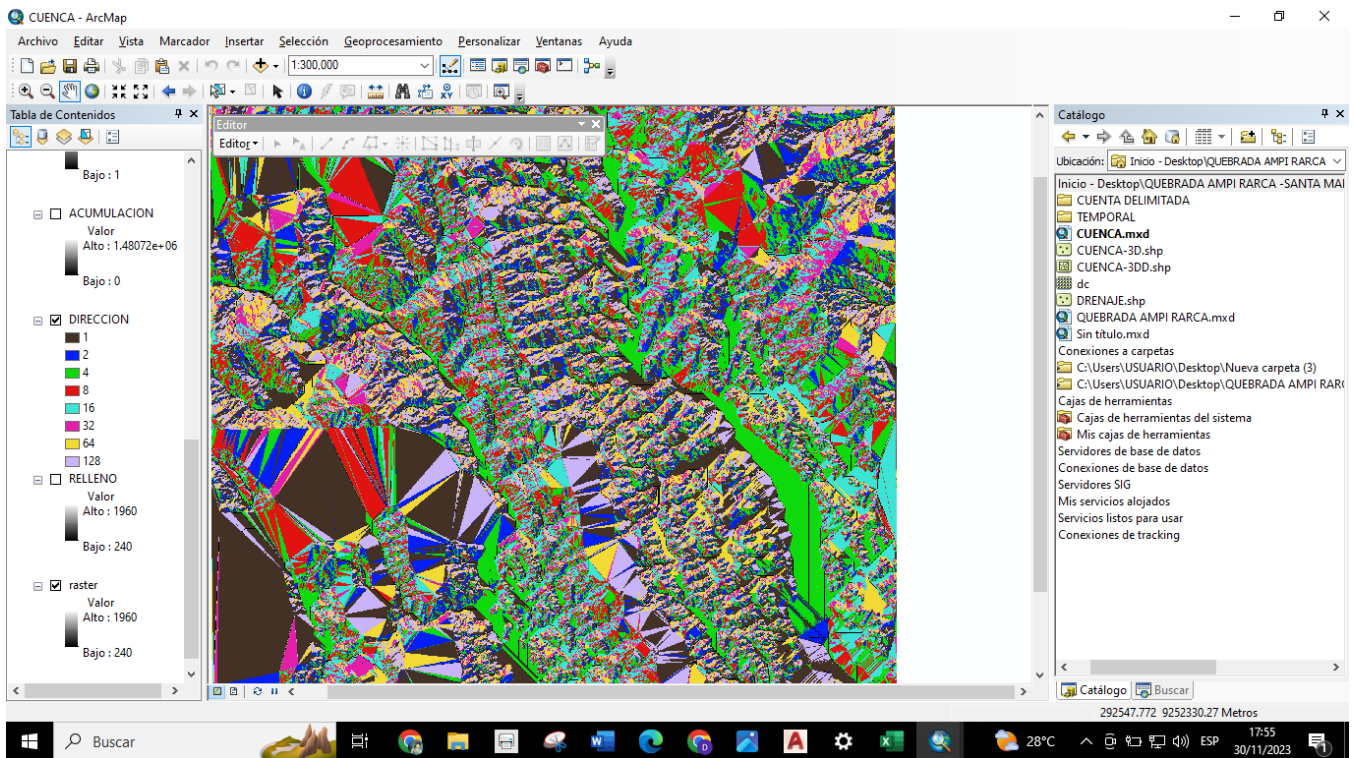 CUENCA - ArcMap
Archivo Editar Vista Marcador Insertar Selección Geoprocesamiento Personalizar Ventanas Ayuda
1:300.000
Tabla de Contenidos
Bajo : 1
ACUMULACION
Valor
Alto : 1.48072e+06
Bajo : 0
DIRECCION
1
2
4
8
16
32
64
128
RELLENO
Valor
Alto : 1960
Bajo : 240
raster
Valor
Alto : 1960
Bajo : 240
Editor
Editor
Catálogo
Ubicación: Inicio - Desktop\QUEBRADA AMPI RARCA
Inicio - Desktop\QUEBRADA AMPI RARCA -SANTA MAI
CUENTA DELIMITADA
TEMPORAL
CUENCA.mxd
CUENCA-3D.shp
CUENCA-3DD.shp
dc
DRENAJE.shp
QUEBRADA AMPI RARCA.mxd
Sin título.mxd
Conexiones a carpetas
C:\Users\USUARIO\Desktop\Nueva carpeta (3)
C:\Users\USUARIO\Desktop\QUEBRADA AMPI RAR
Cajas de herramientas
Cajas de herramientas del sistema
Mis cajas de herramientas
Servidores de base de datos
Conexiones de base de datos
Servidores SIG
Mis servicios alojados
Servicios listos para usar
Conexiones de tracking
Catálogo Buscar
292547.772 9252330.27 Metros
Buscar
28°C
ESP
17:55
30/11/2023